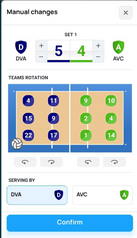 Manual changes
SET 1
D + 5 4 + A
DVA - - AVC
TEAMS ROTATION
4 11 9 10
15 9 2 4
22 17 1 14
SERVING BY
DVA D AVC A
Confirm